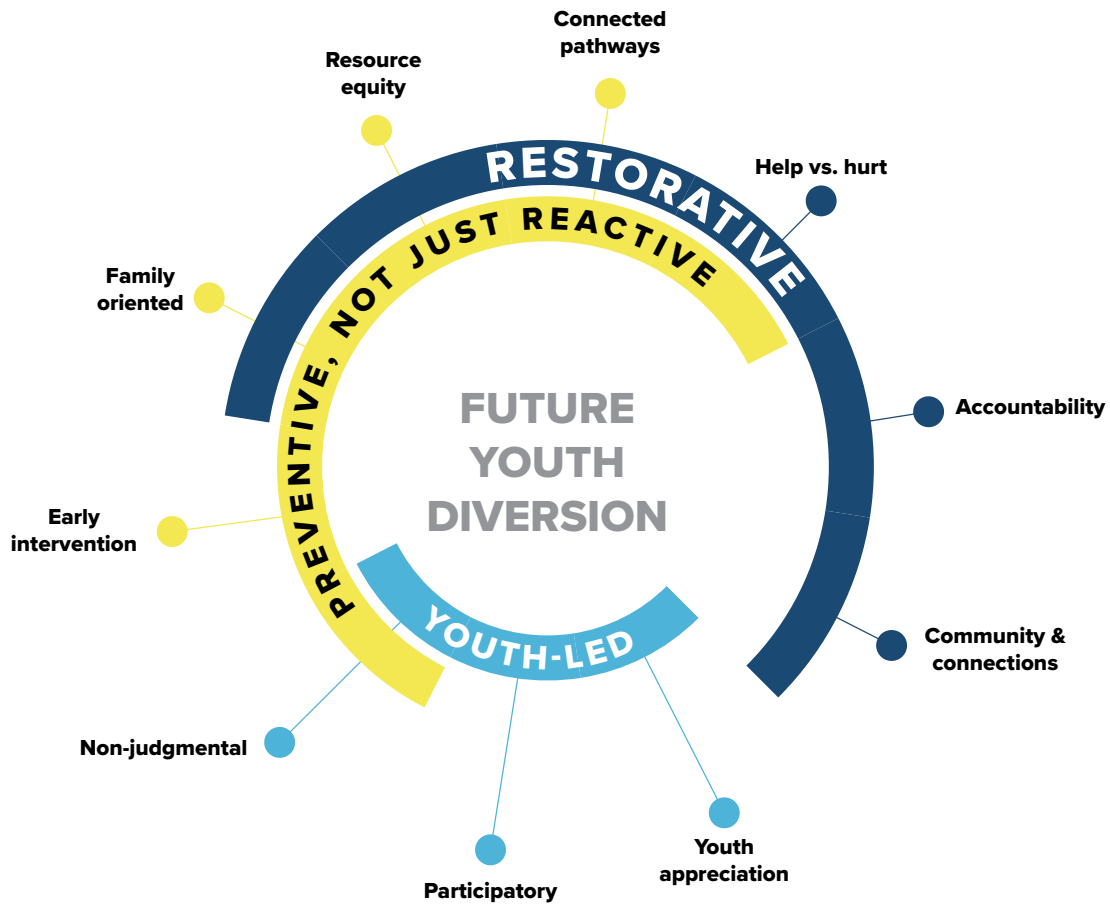 Connected
pathways
Resource
equity
Help vs. hurt
RESTORATIVE
PREVENTIVE, NOT JUST REACTIVE
Family
oriented
FUTURE
YOUTH
DIVERSION
Accountability
Early
intervention
YOUTH-LED
Community &
connections
Non-judgmental
Youth
appreciation
Participatory